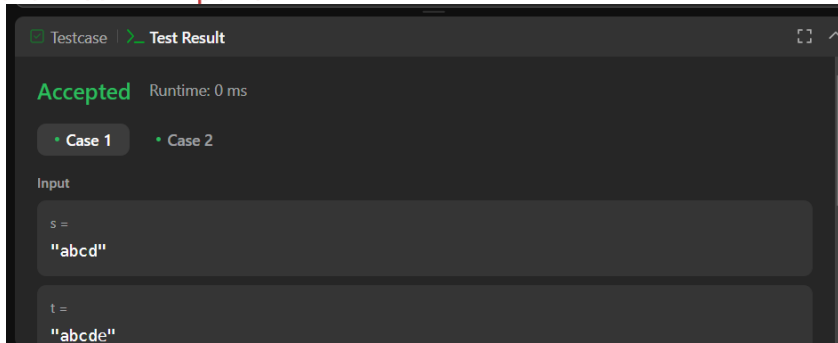 Testcase >_ Test Result
Accepted Runtime: 0 ms
• Case 1 • Case 2
Input
s =
"abcd"
t =
"abcde"